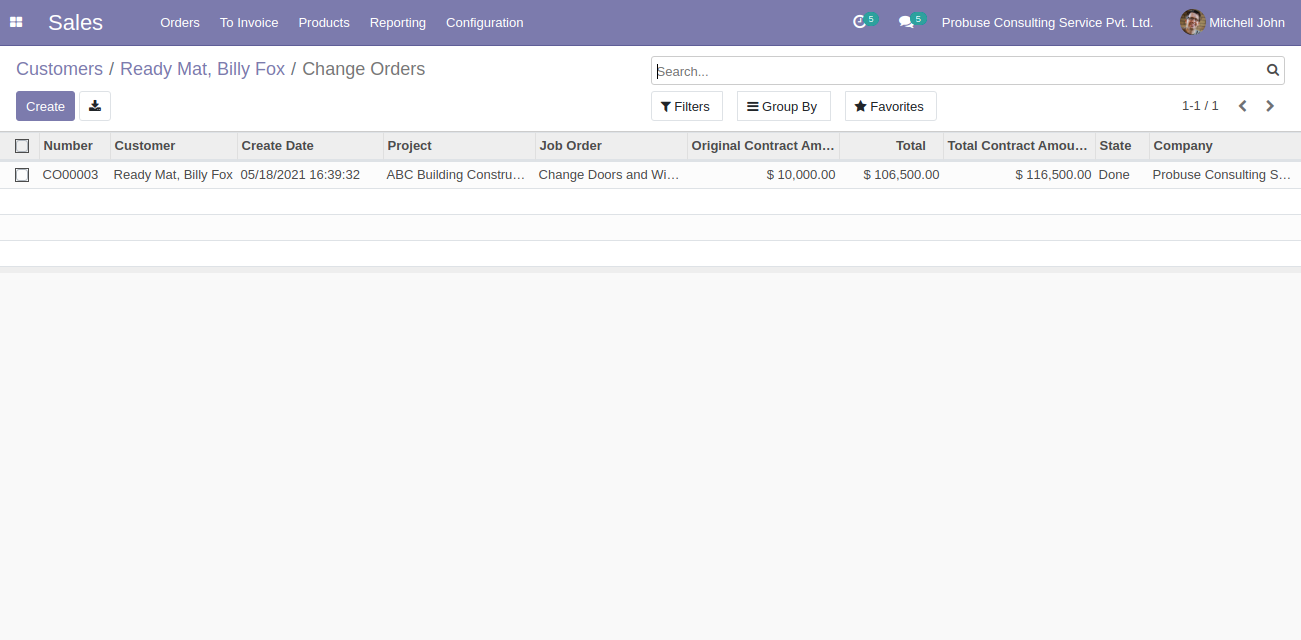 Sales Orders To Invoice Products Reporting Configuration 5 5 Probuse Consulting Service Pvt. Ltd. Mitchell John
Customers / Ready Mat, Billy Fox / Change Orders
Search...
Create Filters Group By Favorites 1-1 / 1
Number Customer Create Date Project Job Order Original Contract Am... Total Total Contract Amou... State Company
CO00003 Ready Mat, Billy Fox 05/18/2021 16:39:32 ABC Building Constru... Change Doors and Wi... $ 10,000.00 $ 106,500.00 $ 116,500.00 Done Probuse Consulting S...